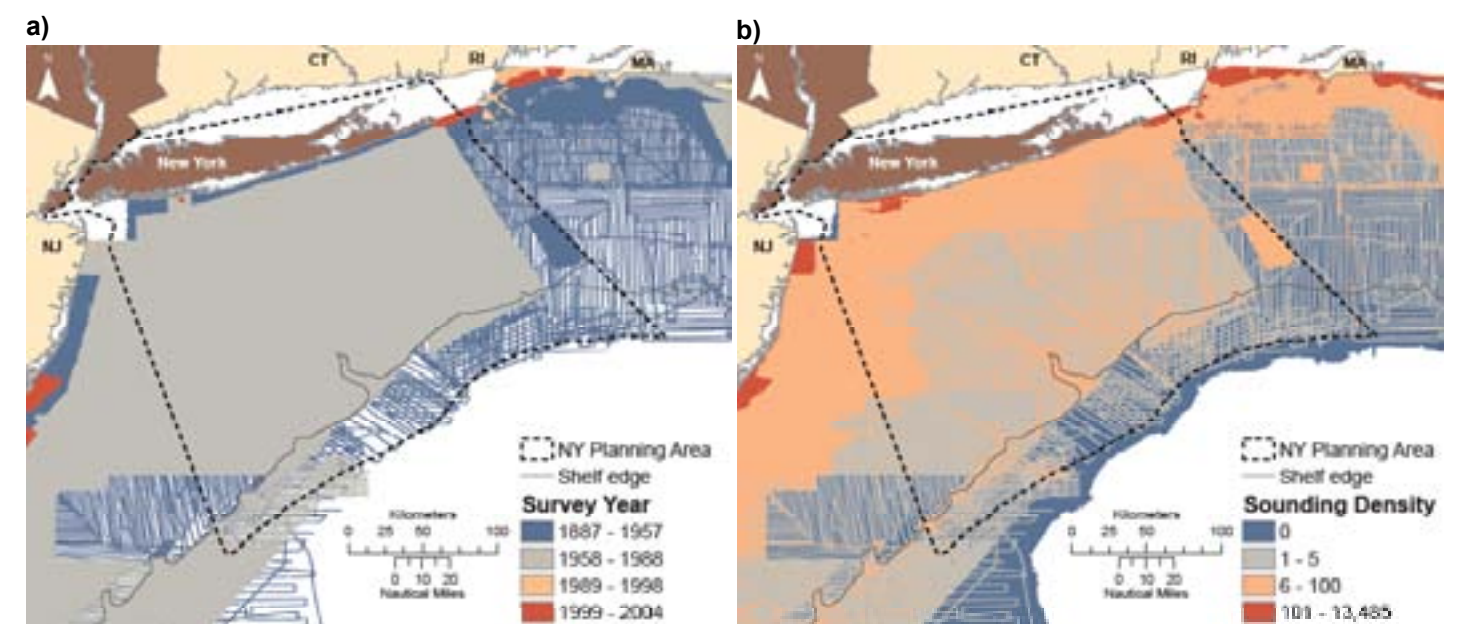 a)
N
CT
RI
MA
New York
NJ
NY Planning Area
Shelf edge
Survey Year
1887 - 1957
1958 - 1988
1989 - 1998
1999 - 2004
Kilometers
0 25 50 100
0 10 20
Nautical Miles
b)
CT
RI
MA
New York
NJ
NY Planning Area
Shelf edge
Sounding Density
0
1 - 5
6 - 100
101 - 13,485
Kilometers
0 25 50 100
0 10 20
Nautical Miles